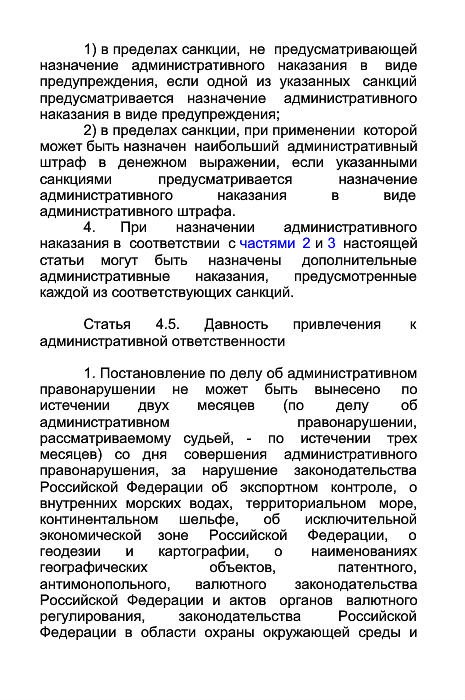 1) в пределах санкции, не предусматривающей
назначение административного наказания в виде
предупреждения, если одной из указанных санкций
предусматривается назначение административного
наказания в виде предупреждения;
2) в пределах санкции, при применении которой
может быть назначен наибольший административный
штраф в денежном выражении, если указанными
санкциями предусматривается назначение
административного наказания в виде
административного штрафа.
4. При назначении административного
наказания в соответствии с частями 2 и 3 настоящей
статьи могут быть назначены дополнительные
административные наказания, предусмотренные
каждой из соответствующих санкций.
Статья 4.5. Давность привлечения к
административной ответственности
1. Постановление по делу об административном
правонарушении не может быть вынесено по
истечении двух месяцев (по делу об
административном правонарушении,
рассматриваемому судьей, - по истечении трех
месяцев) со дня совершения административного
правонарушения, за нарушение законодательства
Российской Федерации об экспортном контроле, о
внутренних морских водах, территориальном море,
континентальном шельфе, об исключительной
экономической зоне Российской Федерации, о
геодезии и картографии, о наименованиях
географических объектов, патентного,
антимонопольного, валютного законодательства
Российской Федерации и актов органов валютного
регулирования, законодательства Российской
Федерации в области охраны окружающей среды и